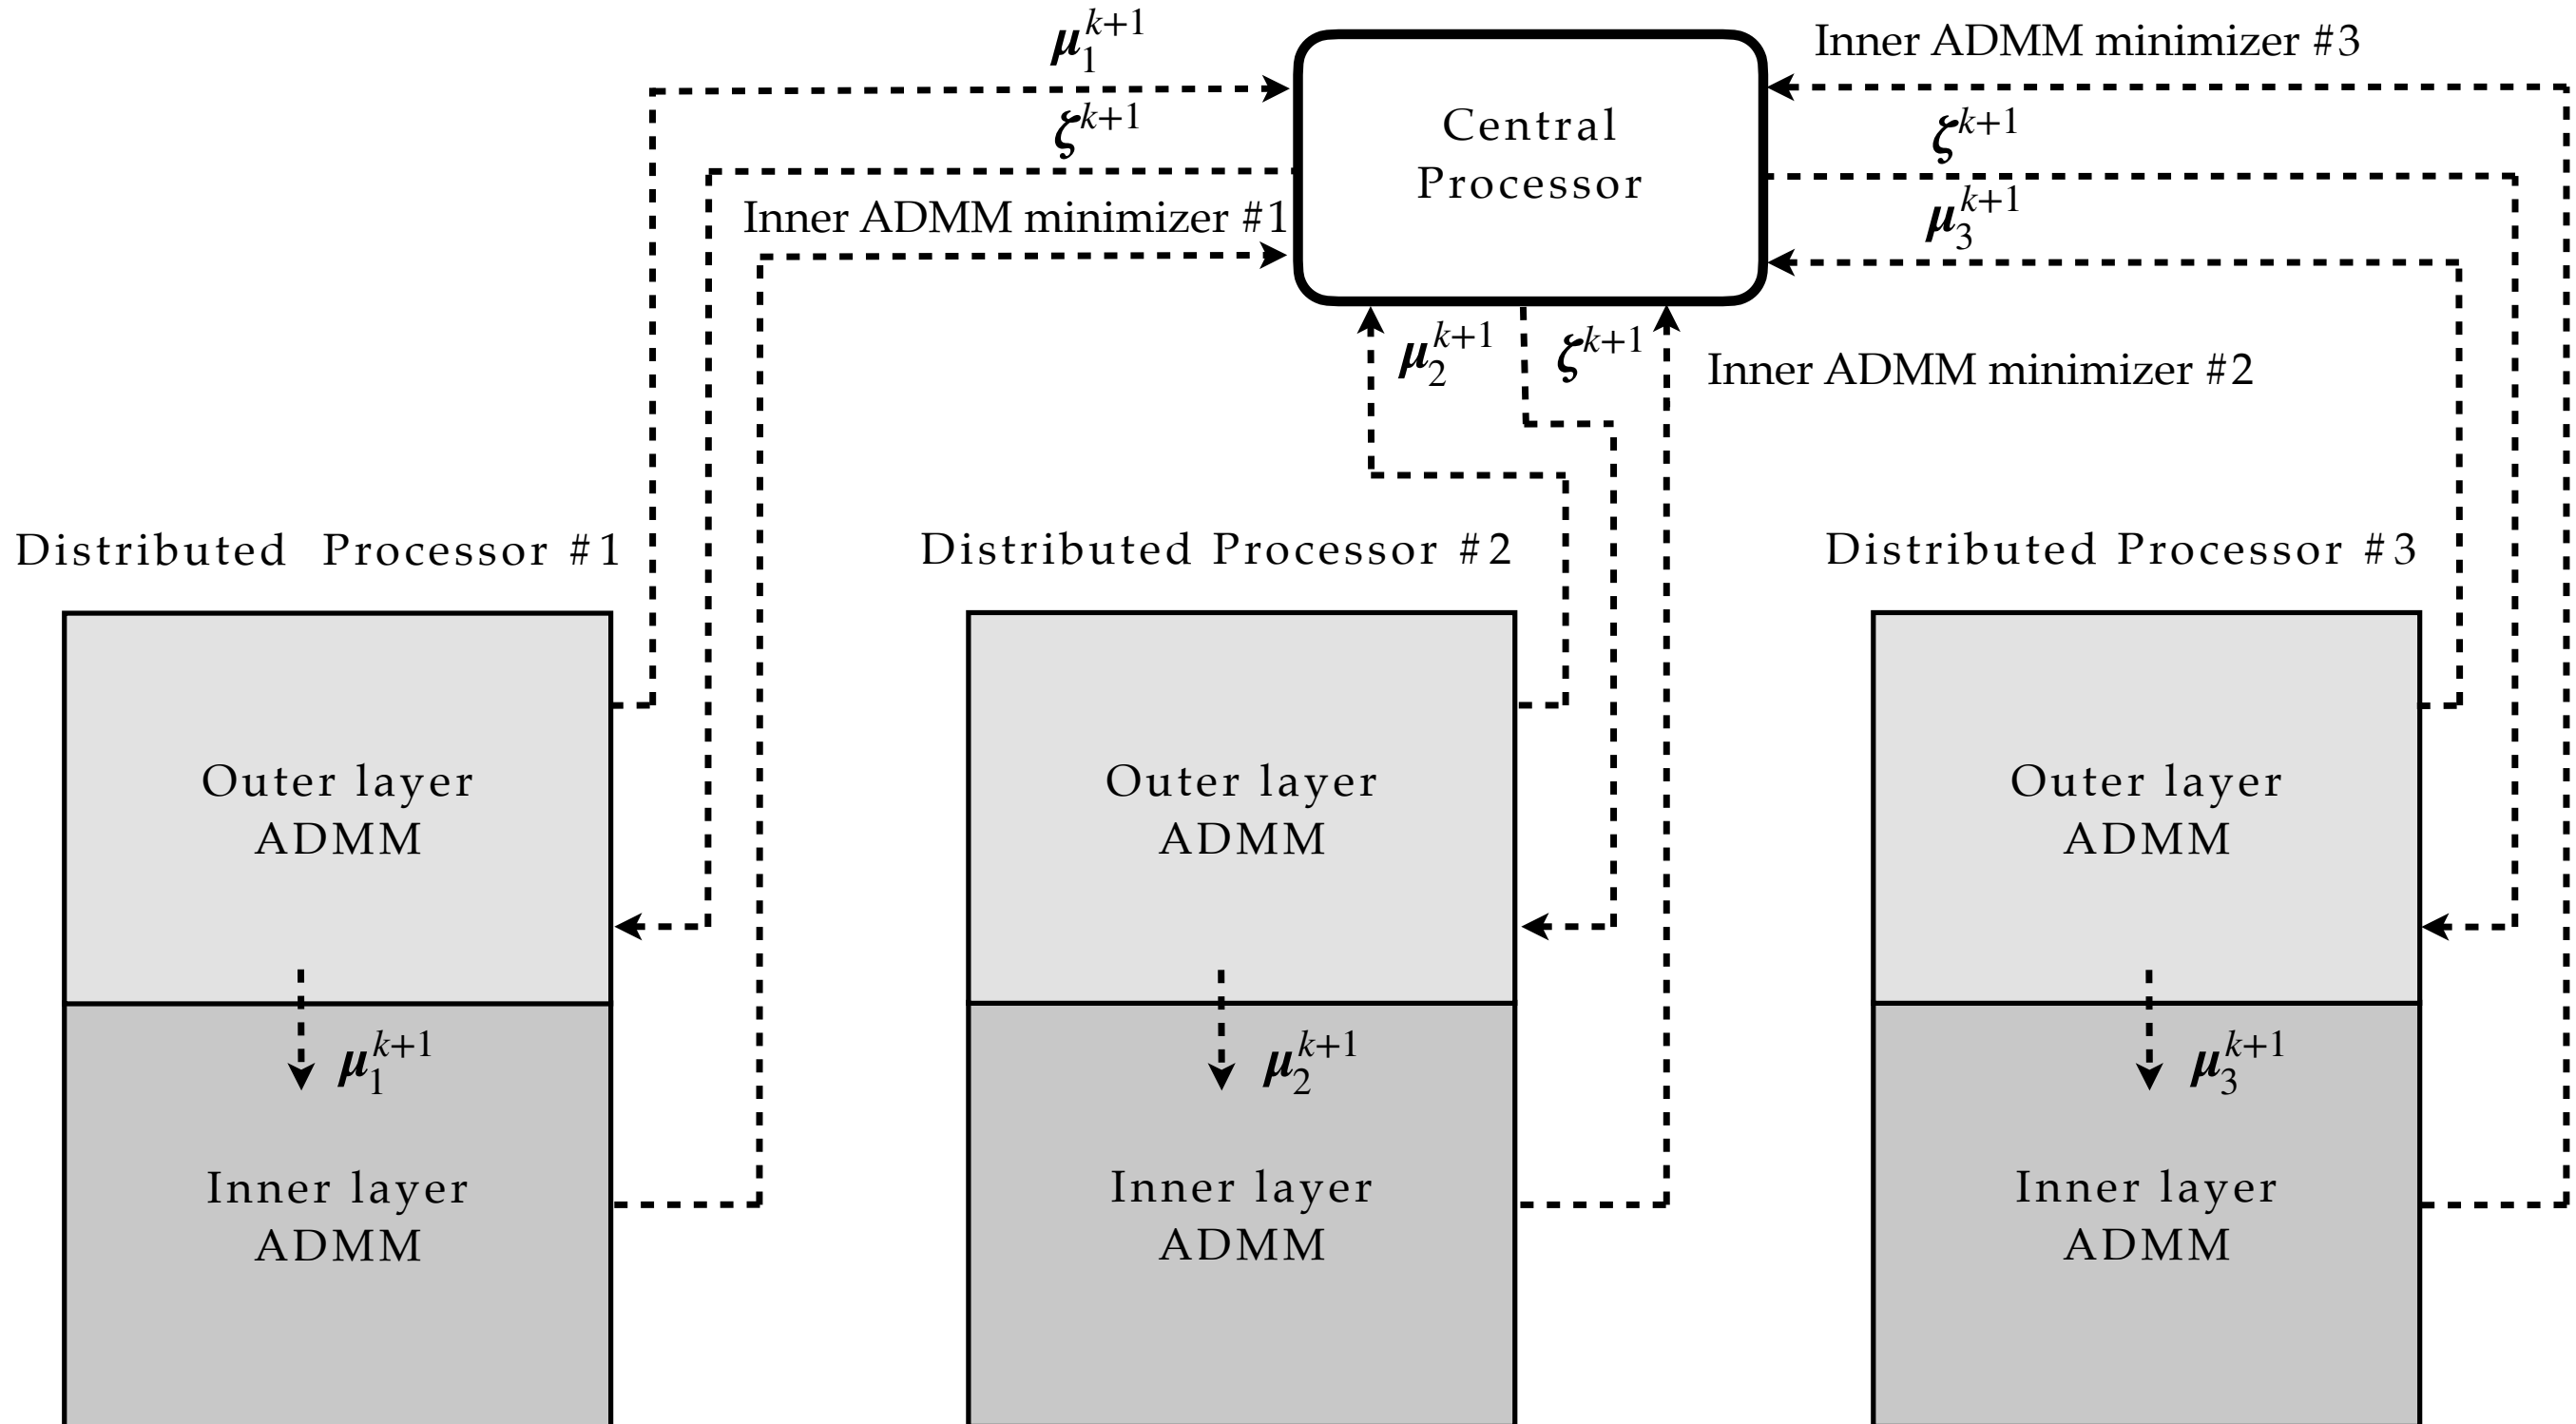 μ₁ᵏ⁺¹
Inner ADMM minimizer #3
ζᵏ⁺¹
Central
Processor
ζᵏ⁺¹
Inner ADMM minimizer #1
μ₃ᵏ⁺¹
μ₂ᵏ⁺¹
ζᵏ⁺¹
Inner ADMM minimizer #2
Distributed Processor #1
Distributed Processor #2
Distributed Processor #3
Outer layer
ADMM
Outer layer
ADMM
Outer layer
ADMM
μ₁ᵏ⁺¹
μ₂ᵏ⁺¹
μ₃ᵏ⁺¹
Inner layer
ADMM
Inner layer
ADMM
Inner layer
ADMM